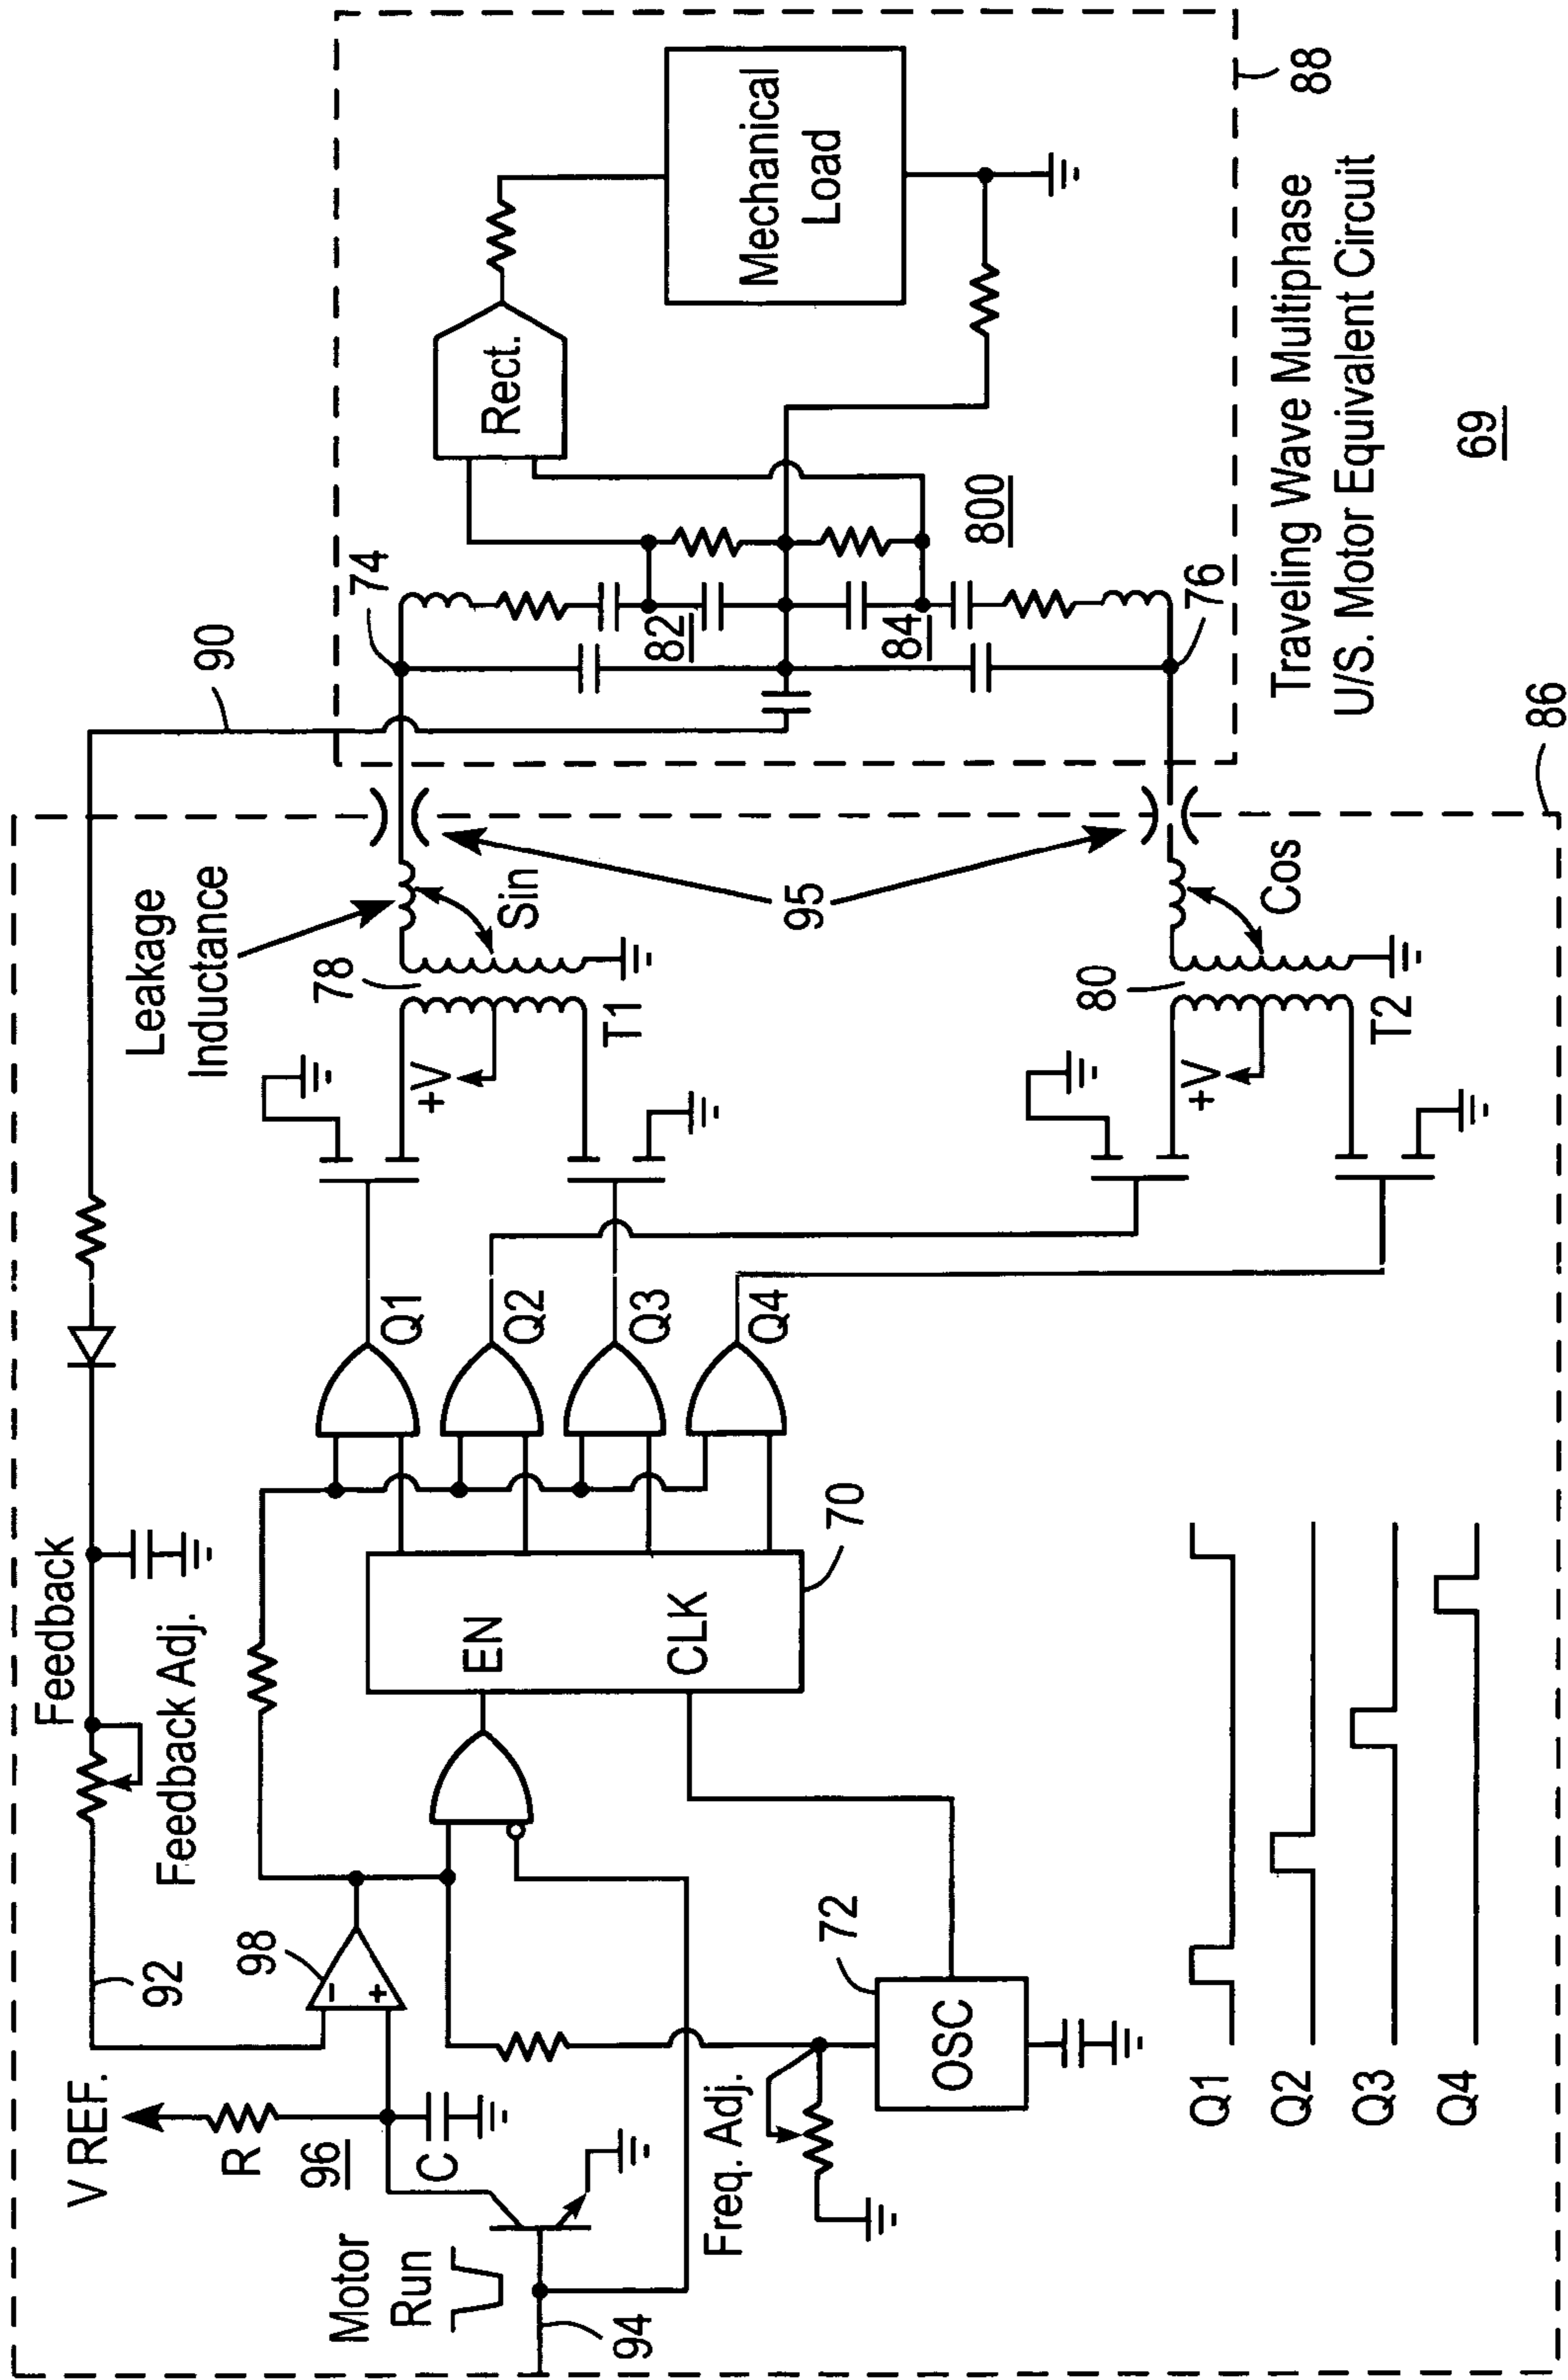 90
Feedback
Feedback Adj.
92
V REF.
R
96
C
98
-
+
Motor
Run
94
Freq. Adj.
72
OSC
EN
CLK
70
Q1
Q2
Q3
Q4
Leakage
Inductance
78
+V
T1
Sin
95
80
+V
T2
Cos
86
74
82
84
76
800
Rect.
Mechanical
Load
88
Traveling Wave Multiphase
U/S. Motor Equivalent Circuit
69
Q1
Q2
Q3
Q4